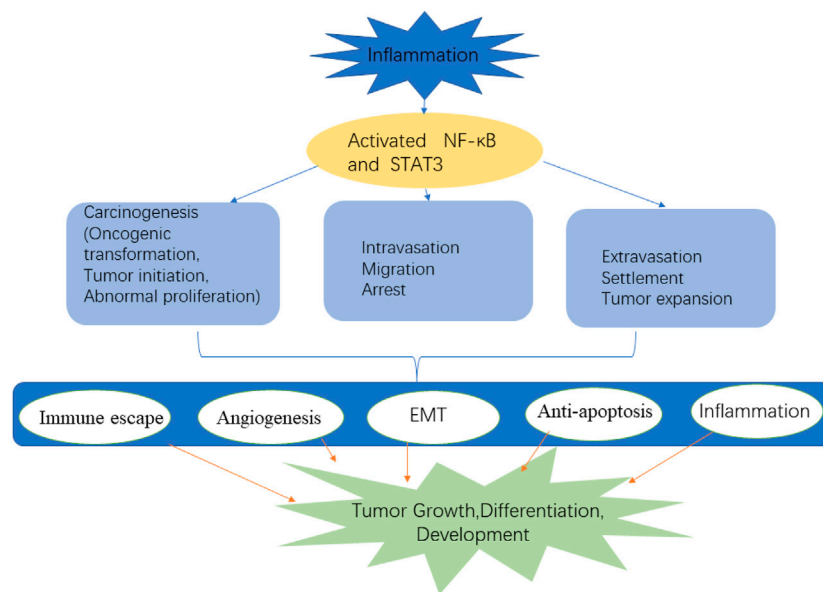 Inflammation
Activated NF-κB
and STAT3
Carcinogenesis
(Oncogenic
transformation,
Tumor initiation,
Abnormal proliferation)
Intravasation
Migration
Arrest
Extravasation
Settlement
Tumor expansion
Immune escape
Angiogenesis
EMT
Anti-apoptosis
Inflammation
Tumor Growth,Differentiation,
Development